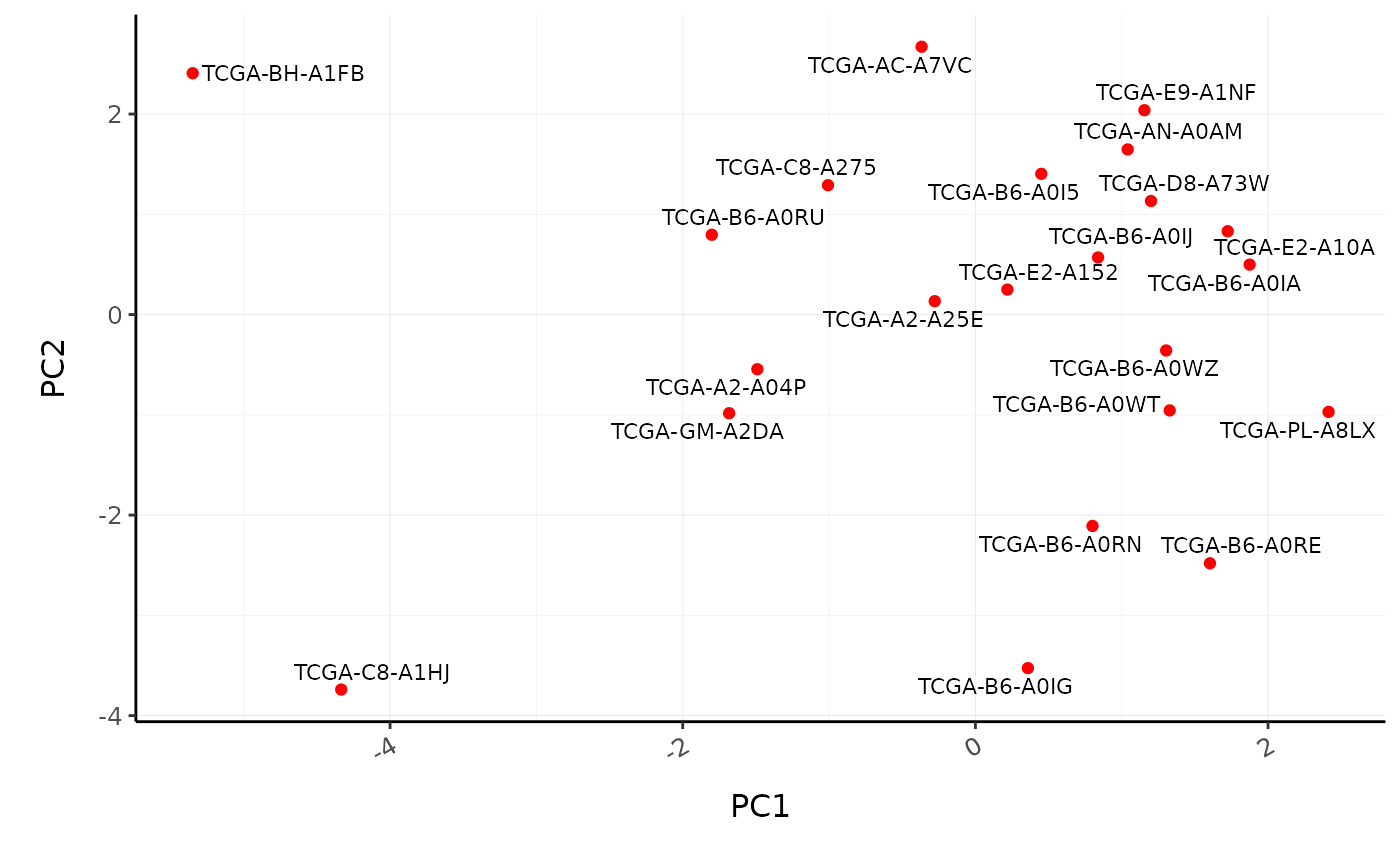 TCGA-BH-A1FB
TCGA-AC-A7VC
TCGA-E9-A1NF
2
TCGA-AN-A0AM
TCGA-C8-A275
TCGA-D8-A73W
TCGA-B6-A0I5
TCGA-B6-A0RU
TCGA-B6-A0IJ
TCGA-E2-A10A
TCGA-E2-A152
TCGA-B6-A0IA
0
TCGA-A2-A25E
PC2
TCGA-B6-A0WZ
TCGA-A2-A04P
TCGA-B6-A0WT
TCGA-GM-A2DA
TCGA-PL-A8LX
-2
TCGA-B6-A0RN
TCGA-B6-A0RE
TCGA-C8-A1HJ
TCGA-B6-A0IG
-4
-4
-2
0
2
PC1